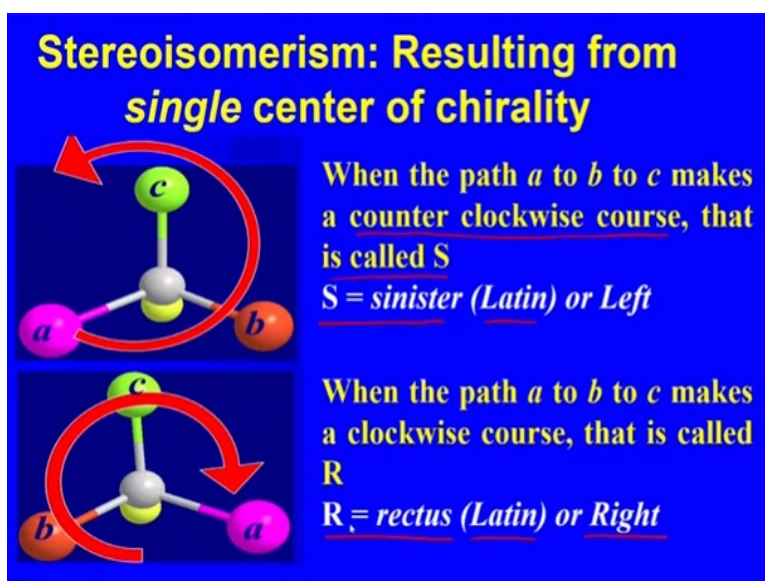 Stereoisomerism: Resulting from
single center of chirality
c
a
b
When the path a to b to c makes
a counter clockwise course, that
is called S
S = sinister (Latin) or Left
c
b
a
When the path a to b to c makes
a clockwise course, that is called
R
R = rectus (Latin) or Right